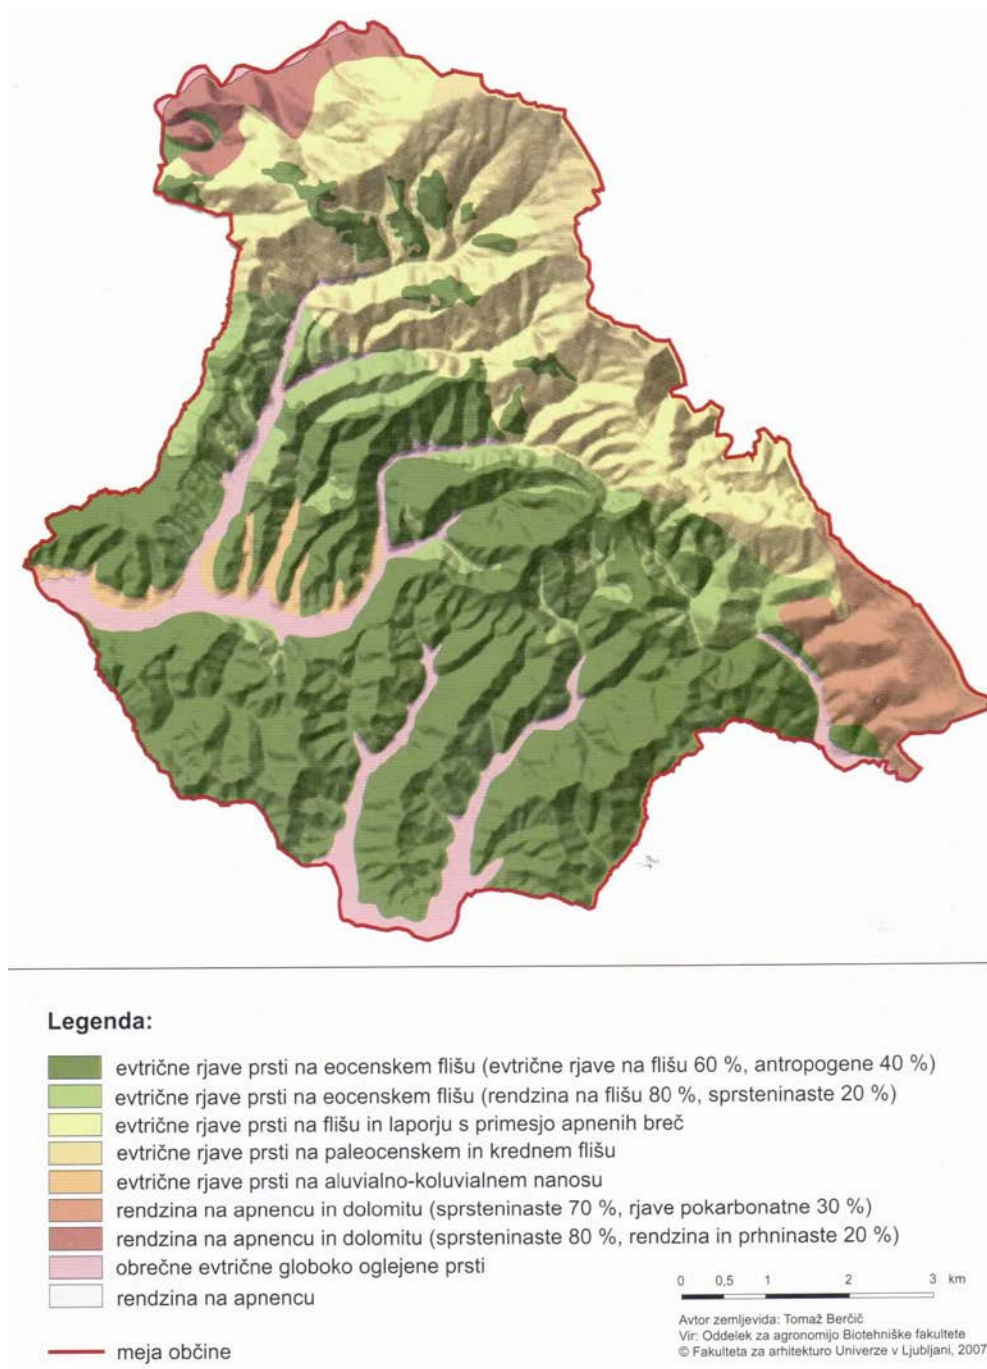 Legenda:
evtrične rjave prsti na eocenskem flišu (evtrične rjave na flišu 60 %, antropogene 40 %)
evtrične rjave prsti na eocenskem flišu (rendzina na flišu 80 %, sprsteninaste 20 %)
evtrične rjave prsti na flišu in laporju s primesjo apnenih breč
evtrične rjave prsti na paleocenskem in krednem flišu
evtrične rjave prsti na aluvialno-koluvialnem nanosu
rendzina na apnencu in dolomitu (sprsteninaste 70 %, rjave pokarbonatne 30 %)
rendzina na apnencu in dolomitu (sprsteninaste 80 %, rendzina in prhninaste 20 %)
obrečne evtrične globoko oglejene prsti
rendzina na apnencu
meja občine
0 0,5 1 2 3 km
Avtor zemljevida: Tomaž Berčič
Vir: Oddelek za agronomijo Biotehniške fakultete
© Fakulteta za arhitekturo Univerze v Ljubljani, 2007